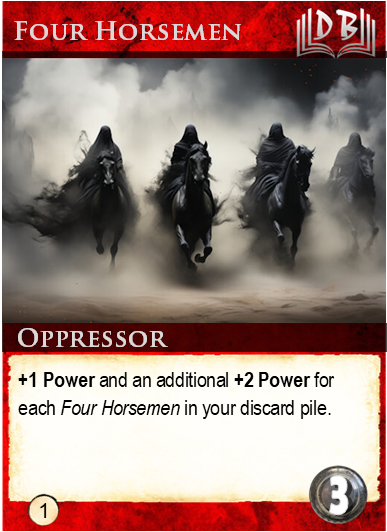 Four Horsemen
DB
Oppressor
+1 Power and an additional +2 Power for
each Four Horsemen in your discard pile.
1
3